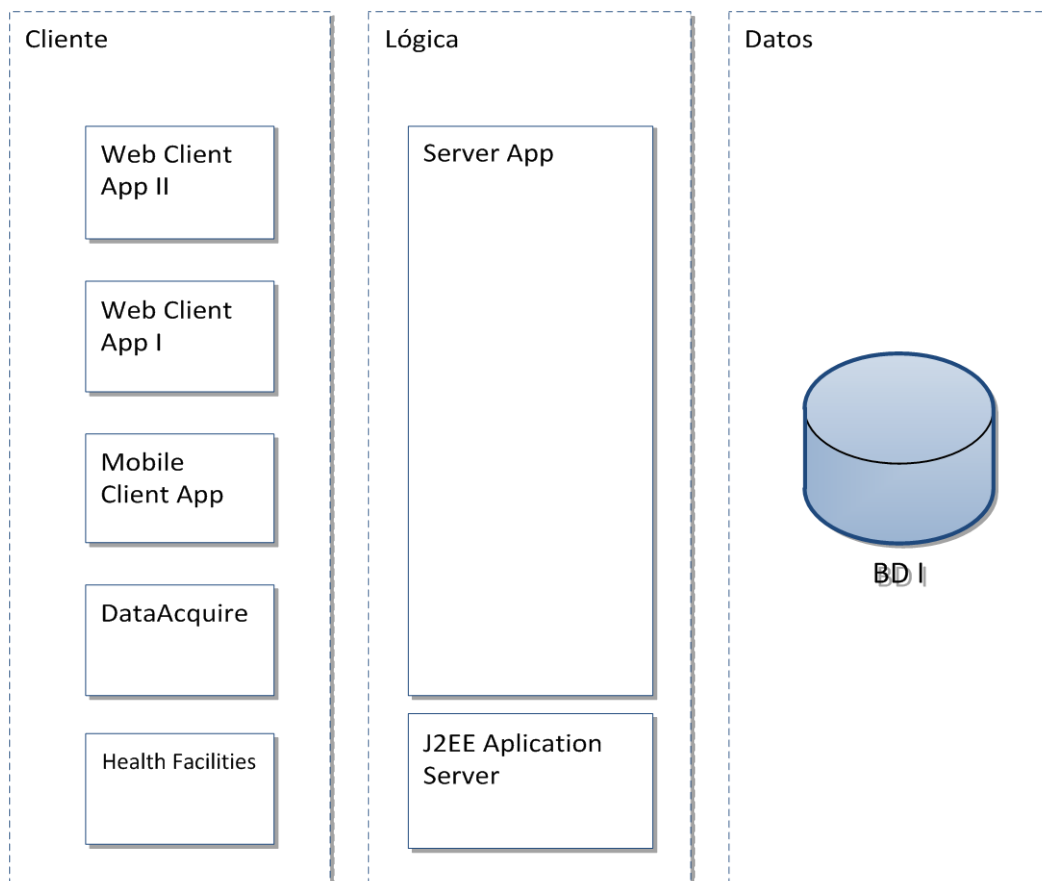 Cliente
Web Client
App II
Web Client
App I
Mobile
Client App
DataAcquire
Health Facilities
Lógica
Server App
J2EE Aplication
Server
Datos
BD I